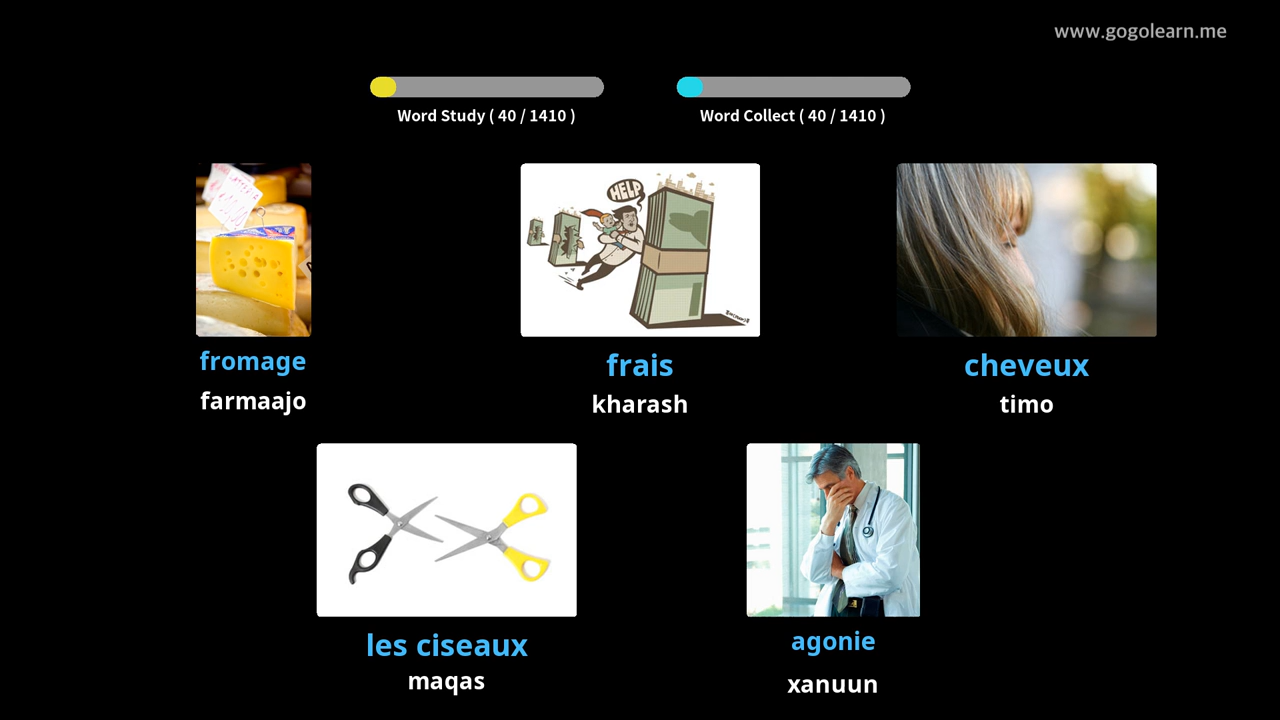 www.gogolearn.me
Word Study ( 40 / 1410 )
Word Collect ( 40 / 1410 )
HELP
fromage
farmaajo
frais
kharash
cheveux
timo
les ciseaux
maqas
agonie
xanuun